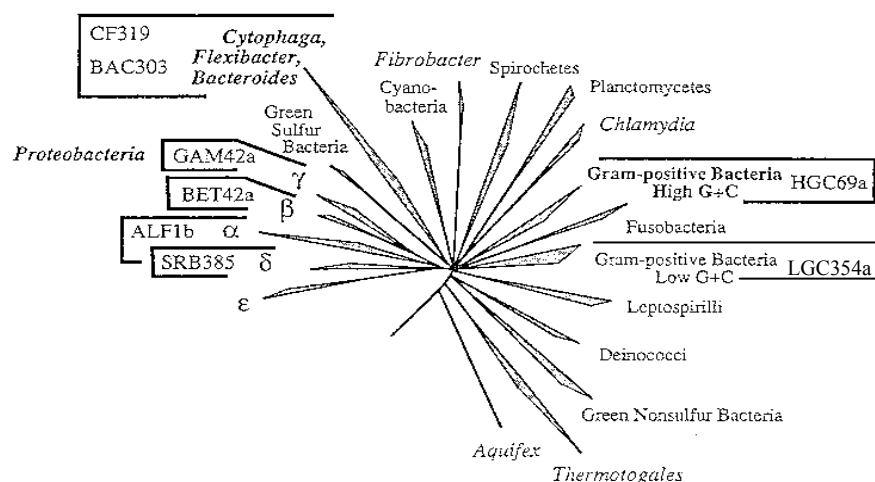 CF319
BAC303
Cytophaga,
Flexibacter,
Bacteroides
Fibrobacter
Cyano-
bacteria
Spirochetes
Planctomycetes
Chlamydia
Green
Sulfur
Bacteria
Proteobacteria
GAM42a
γ
BET42a
β
ALF1b α
SRB385 δ
ε
Gram-positive Bacteria
High G+C
HGC69a
Fusobacteria
Gram-positive Bacteria
Low G+C
LGC354a
Leptospirilli
Deinococci
Green Nonsulfur Bacteria
Aquifex
Thermotogales